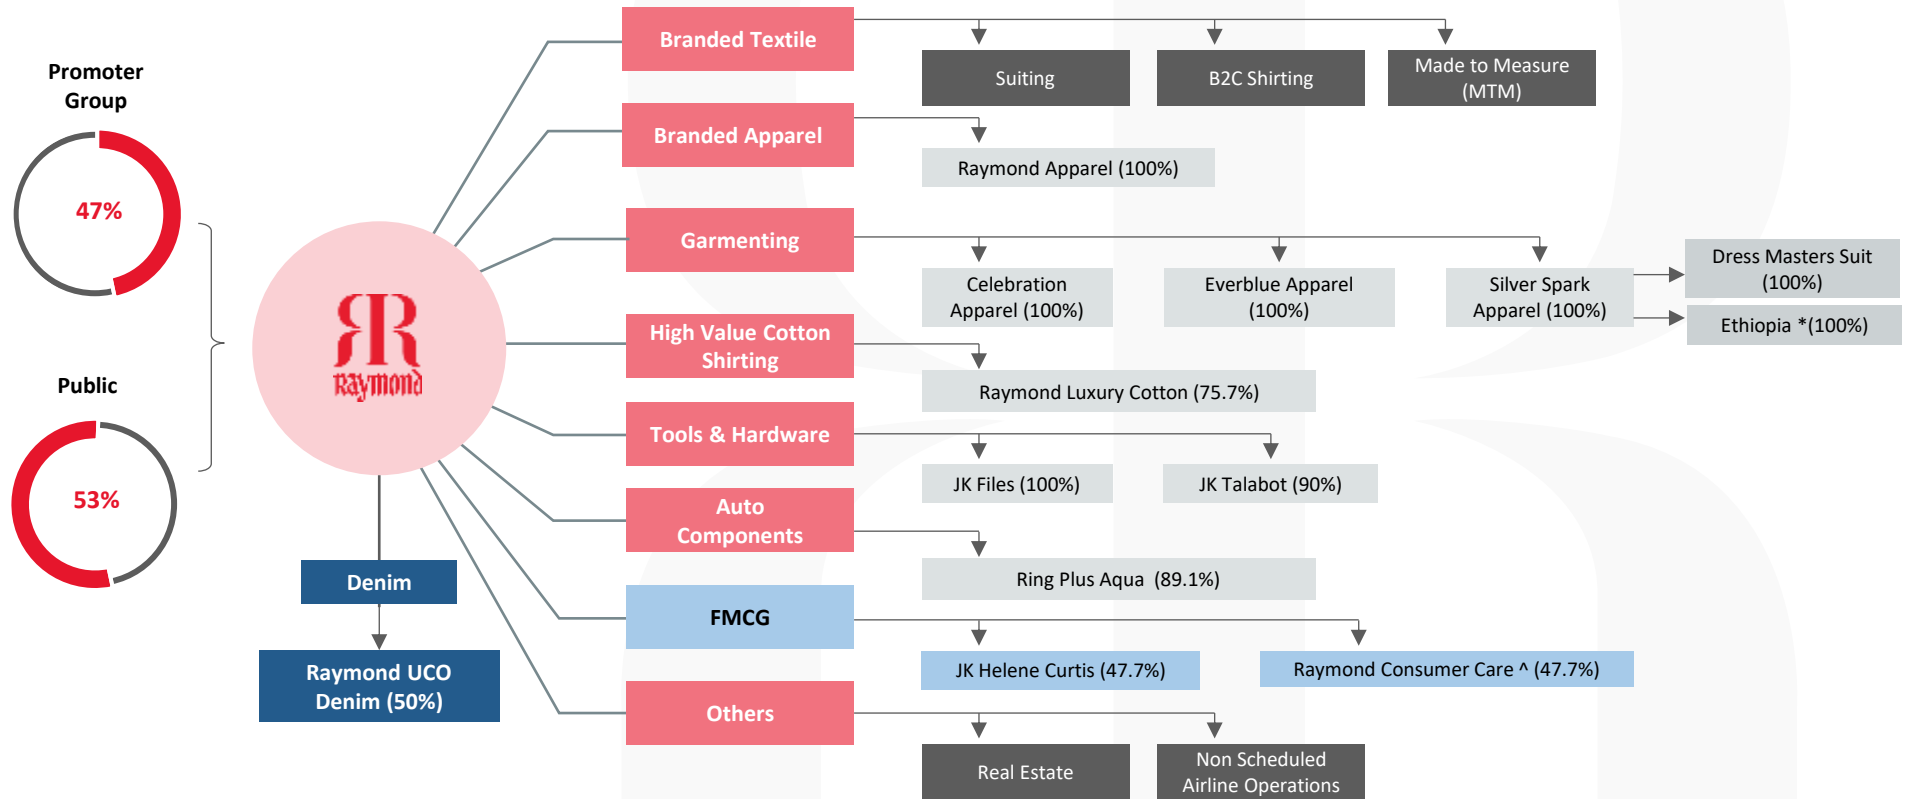 Promoter
Group
47%
Public
53%
Raymond
Denim
Raymond UCO
Denim (50%)
Branded Textile
Suiting
B2C Shirting
Made to Measure
(MTM)
Branded Apparel
Raymond Apparel (100%)
Garmenting
Celebration
Apparel (100%)
Everblue Apparel
(100%)
Silver Spark
Apparel (100%)
Dress Masters Suit
(100%)
Ethiopia *(100%)
High Value Cotton
Shirting
Raymond Luxury Cotton (75.7%)
Tools & Hardware
JK Files (100%)
JK Talabot (90%)
Auto
Components
Ring Plus Aqua (89.1%)
FMCG
JK Helene Curtis (47.7%)
Raymond Consumer Care ^ (47.7%)
Others
Real Estate
Non Scheduled
Airline Operations